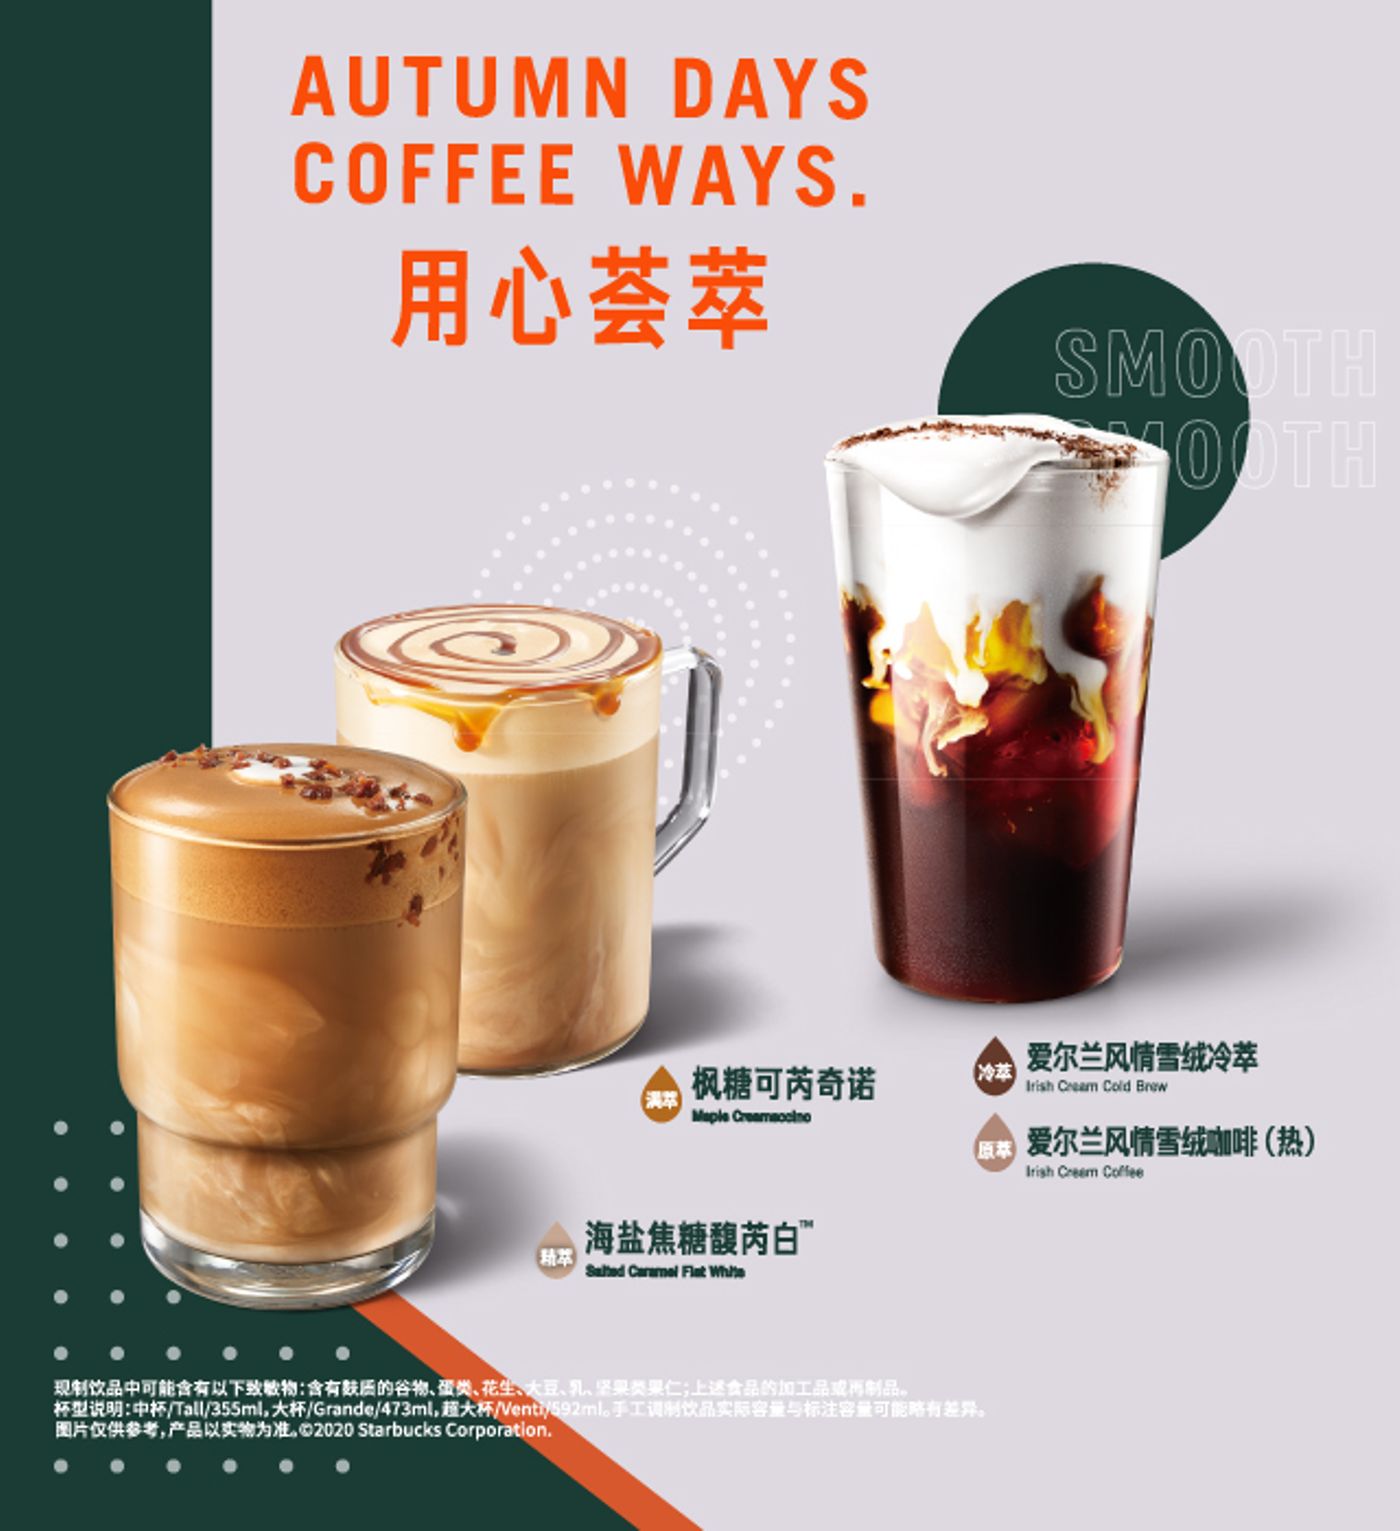 AUTUMN DAYS
COFFEE WAYS.
用心荟萃
SMOOTH
SMOOTH
冷萃
爱尔兰风情雪绒冷萃
Irish Cream Cold Brew
满萃
枫糖可芮奇诺
Maple Creamaccino
原萃
爱尔兰风情雪绒咖啡（热）
Irish Cream Coffee
精萃
海盐焦糖馥芮白™
Salted Caramel Flat White
现制饮品中可能含有以下致敏物：含有麸质的谷物、蛋类、花生、大豆、乳、坚果类果仁；上述食品的加工品或再制品。
杯型说明：中杯/Tall/355ml，大杯/Grande/473ml，超大杯/Venti/592ml。手工调制饮品实际容量与标注容量可能略有差异。
图片仅供参考，产品以实物为准。©2020 Starbucks Corporation.